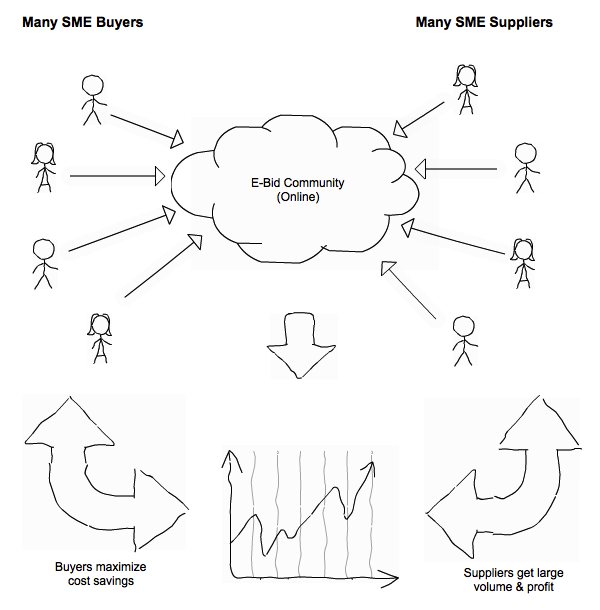 Many SME Buyers
Many SME Suppliers
E-Bid Community
(Online)
Buyers maximize
cost savings
Suppliers get large
volume & profit